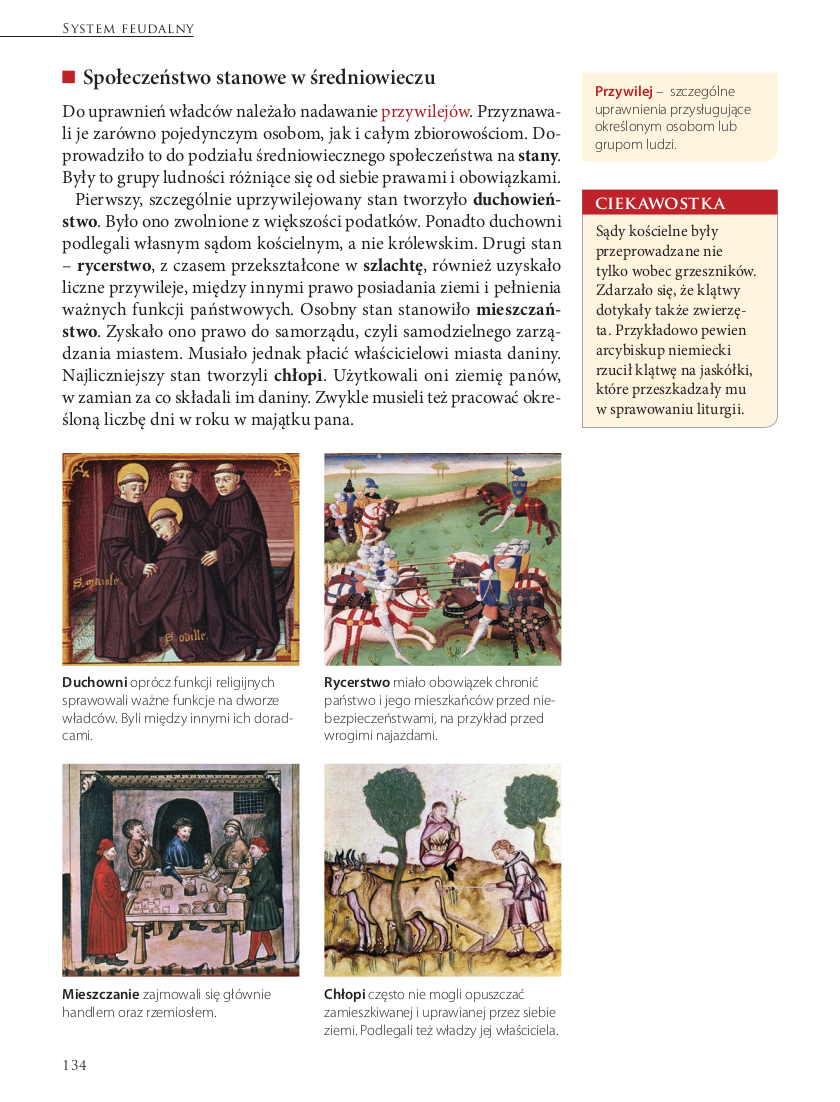 System feudalny
Społeczeństwo stanowe w średniowieczu
Do uprawnień władców należało nadawanie przywilejów. Przyznawa-
li je zarówno pojedynczym osobom, jak i całym zbiorowościom. Do-
prowadziło to do podziału średniowiecznego społeczeństwa na stany.
Były to grupy ludności różniące się od siebie prawami i obowiązkami.
Pierwszy, szczególnie uprzywilejowany stan tworzyło duchowień-
stwo. Było ono zwolnione z większości podatków. Ponadto duchowni
podlegali własnym sądom kościelnym, a nie królewskim. Drugi stan
– rycerstwo, z czasem przekształcone w szlachtę, również uzyskało
liczne przywileje, między innymi prawo posiadania ziemi i pełnienia
ważnych funkcji państwowych. Osobny stan stanowiło mieszczań-
stwo. Zyskało ono prawo do samorządu, czyli samodzielnego zarzą-
dzania miastem. Musiało jednak płacić właścicielowi miasta daniny.
Najliczniejszy stan tworzyli chłopi. Użytkowali oni ziemię panów,
w zamian za co składali im daniny. Zwykle musieli też pracować okre-
śloną liczbę dni w roku w majątku pana.
Przywilej – szczególne
uprawnienia przysługujące
określonym osobom lub
grupom ludzi.
CIEKAWOSTKA
Sądy kościelne były
przeprowadzane nie
tylko wobec grzeszników.
Zdarzało się, że klątwy
dotykały także zwierzę-
ta. Przykładowo pewien
arcybiskup niemiecki
rzucił klątwę na jaskółki,
które przeszkadzały mu
w sprawowaniu liturgii.
S. maiole.
S. odille.
Duchowni oprócz funkcji religijnych
sprawowali ważne funkcje na dworze
władców. Byli między innymi ich dorad-
cami.
Rycerstwo miało obowiązek chronić
państwo i jego mieszkańców przed nie-
bezpieczeństwami, na przykład przed
wrogimi najazdami.
Mieszczanie zajmowali się głównie
handlem oraz rzemiosłem.
Chłopi często nie mogli opuszczać
zamieszkiwanej i uprawianej przez siebie
ziemi. Podlegali też władzy jej właściciela.
134